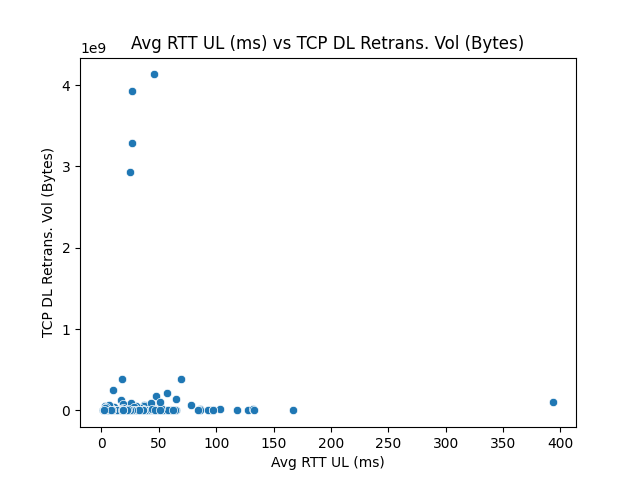 Avg RTT UL (ms) vs TCP DL Retrans. Vol (Bytes)
1e9
4
3
2
1
0
TCP DL Retrans. Vol (Bytes)
0 50 100 150 200 250 300 350 400
Avg RTT UL (ms)